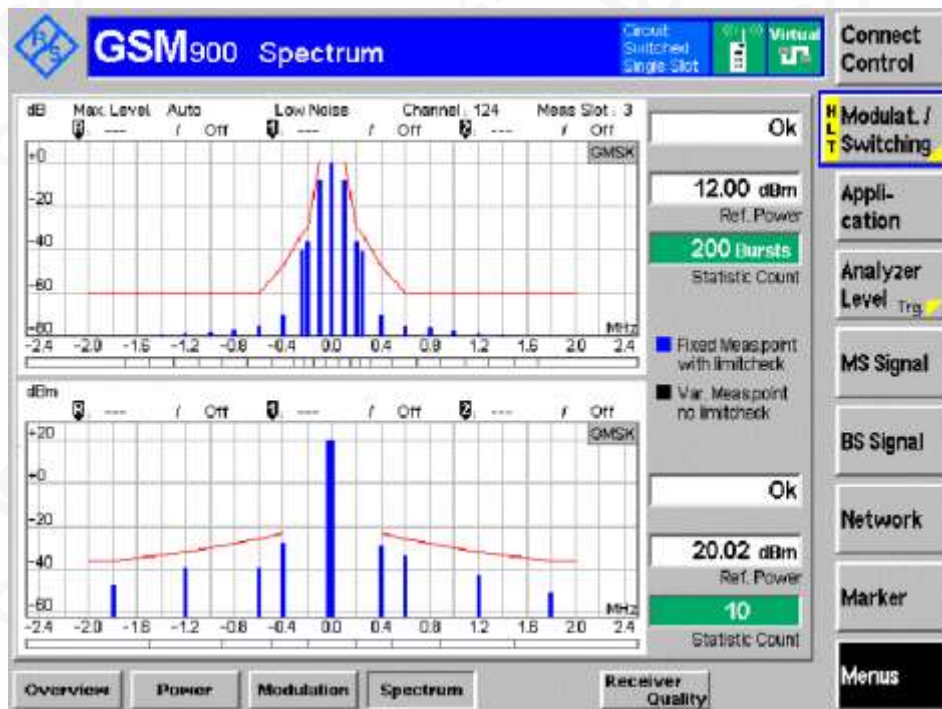 R S
GSM900 Spectrum
Circuit Switched Single Slot
Virtual
Connect Control
dB Max. Level Auto Low Noise Channel: 124 Meas Slot: 3
R: --- / Off 1: --- / Off 2: --- / Off
GMSK
+0
-20
-40
-60
-80
MHz
-2.4 -2.0 -1.6 -1.2 -0.8 -0.4 0.0 0.4 0.8 1.2 1.6 2.0 2.4
Ok
12.00 dBm
Ref. Power
200 Bursts
Statistic Count
Fixed Meas.point
with limitcheck
Var. Meas.point
no limitcheck
dBm
--- / Off 1: --- / Off 2: --- / Off
GMSK
+20
+0
-20
-40
-60
MHz
-2.4 -2.0 -1.6 -1.2 -0.8 -0.4 0.0 0.4 0.8 1.2 1.6 2.0 2.4
Ok
20.02 dBm
Ref. Power
10
Statistic Count
H L T
Modulat. / Switching
Appli-
cation
Analyzer
Level Trg.
MS Signal
BS Signal
Network
Marker
Menus
Overview Power Modulation Spectrum Receiver Quality